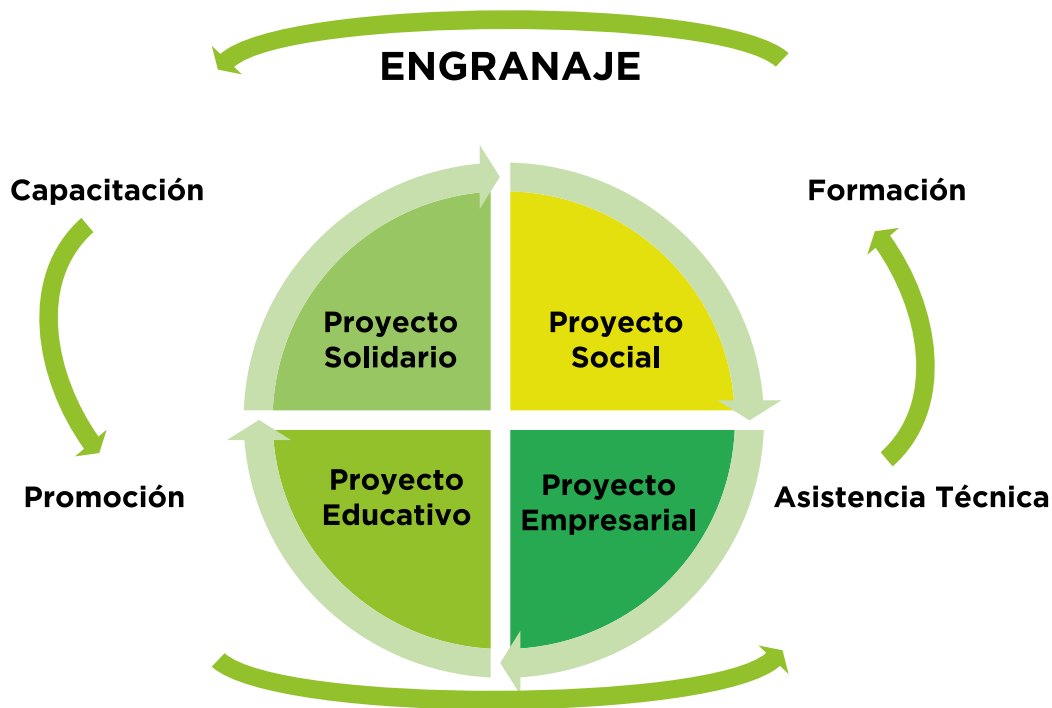 ENGRANAJE
Capacitación
Formación
Proyecto
Solidario
Proyecto
Social
Proyecto
Educativo
Proyecto
Empresarial
Promoción
Asistencia Técnica